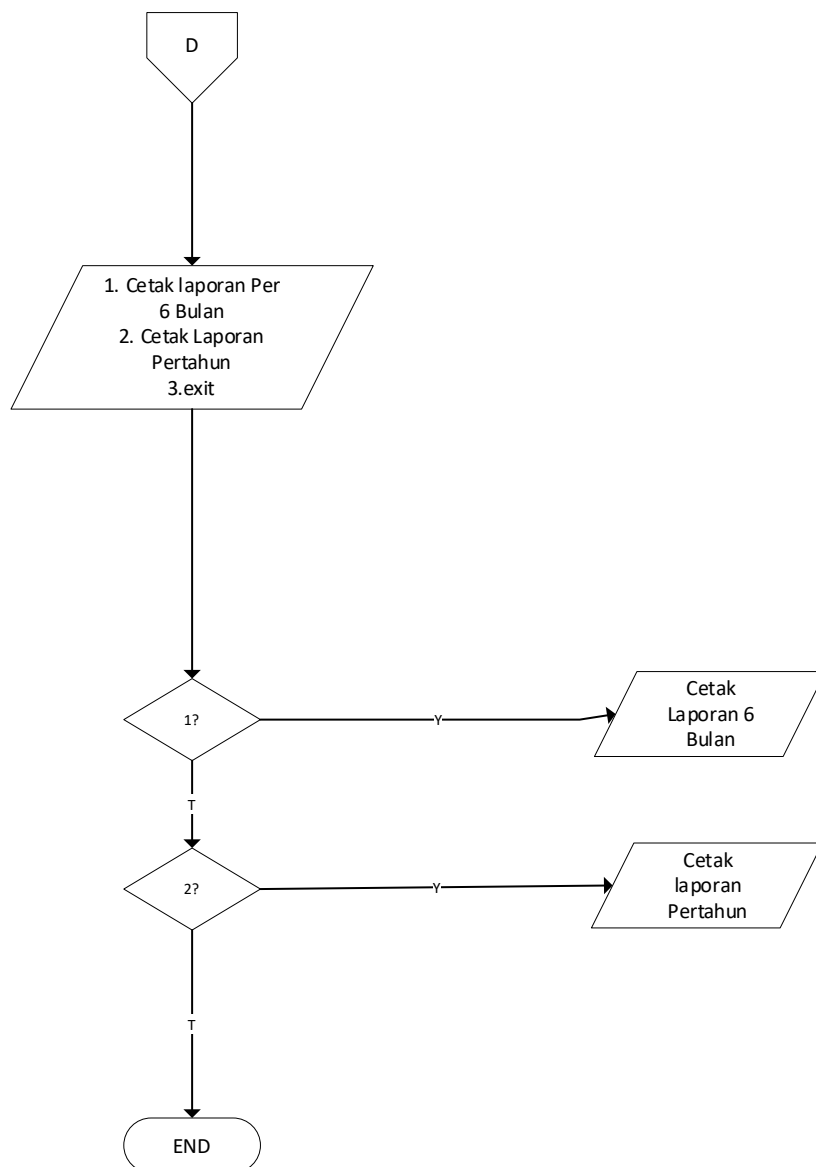 D
1. Cetak laporan Per
6 Bulan
2. Cetak Laporan
Pertahun
3.exit
1?
Y
Cetak
Laporan 6
Bulan
T
2?
Y
Cetak
laporan
Pertahun
T
END